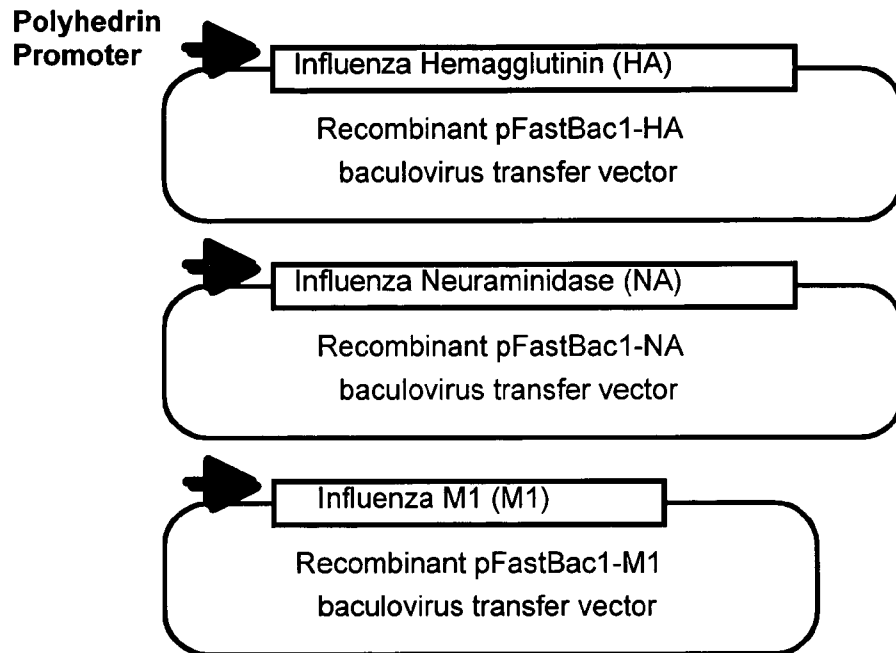 Polyhedrin
Promoter
Influenza Hemagglutinin (HA)
Recombinant pFastBac1-HA
baculovirus transfer vector
Influenza Neuraminidase (NA)
Recombinant pFastBac1-NA
baculovirus transfer vector
Influenza M1 (M1)
Recombinant pFastBac1-M1
baculovirus transfer vector